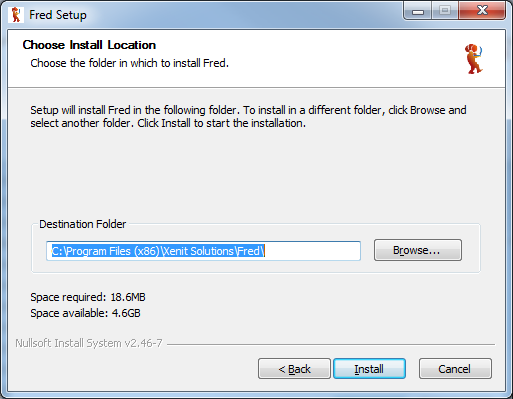 Fred Setup
Choose Install Location
Choose the folder in which to install Fred.
Setup will install Fred in the following folder. To install in a different folder, click Browse and
select another folder. Click Install to start the installation.
Destination Folder
C:\Program Files (x86)\Xenit Solutions\Fred\
Browse...
Space required: 18.6MB
Space available: 4.6GB
Nullsoft Install System v2.46-7
< Back
Install
Cancel